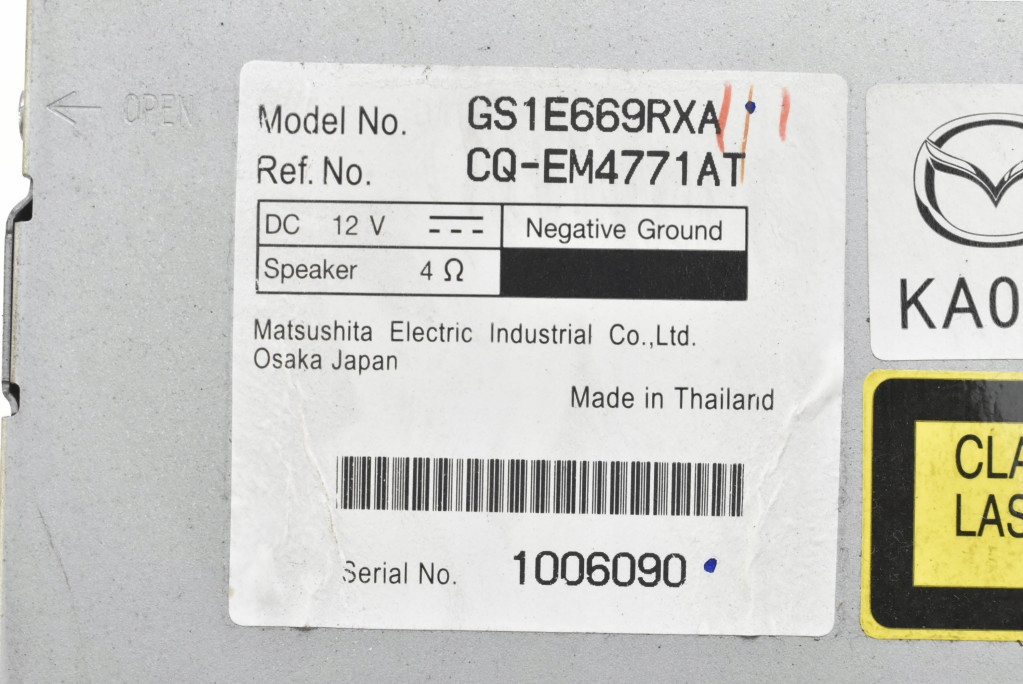 OPEN
Model No. GS1E669RXA
Ref. No. CQ-EM4771AT
DC 12 V Negative Ground
Speaker 4 Ω
Matsushita Electric Industrial Co.,Ltd.
Osaka Japan
Made in Thailand
Serial No. 1006090
KA0
CLA
LAS